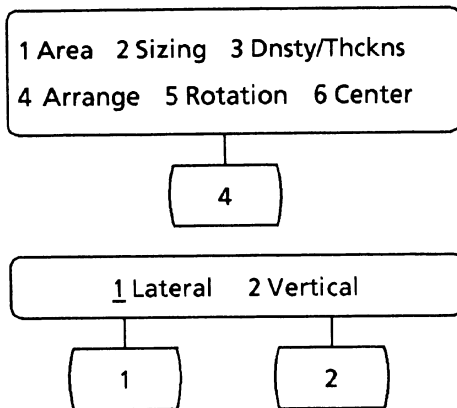 1 Area 2 Sizing 3 Dnsty/Thckns
4 Arrange 5 Rotation 6 Center
4
1 Lateral 2 Vertical
1 2